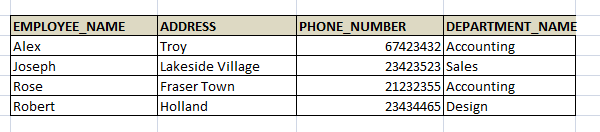 EMPLOYEE_NAME ADDRESS PHONE_NUMBER DEPARTMENT_NAME
Alex Troy 67423432 Accounting
Joseph Lakeside Village 23423523 Sales
Rose Fraser Town 21232355 Accounting
Robert Holland 23434465 Design